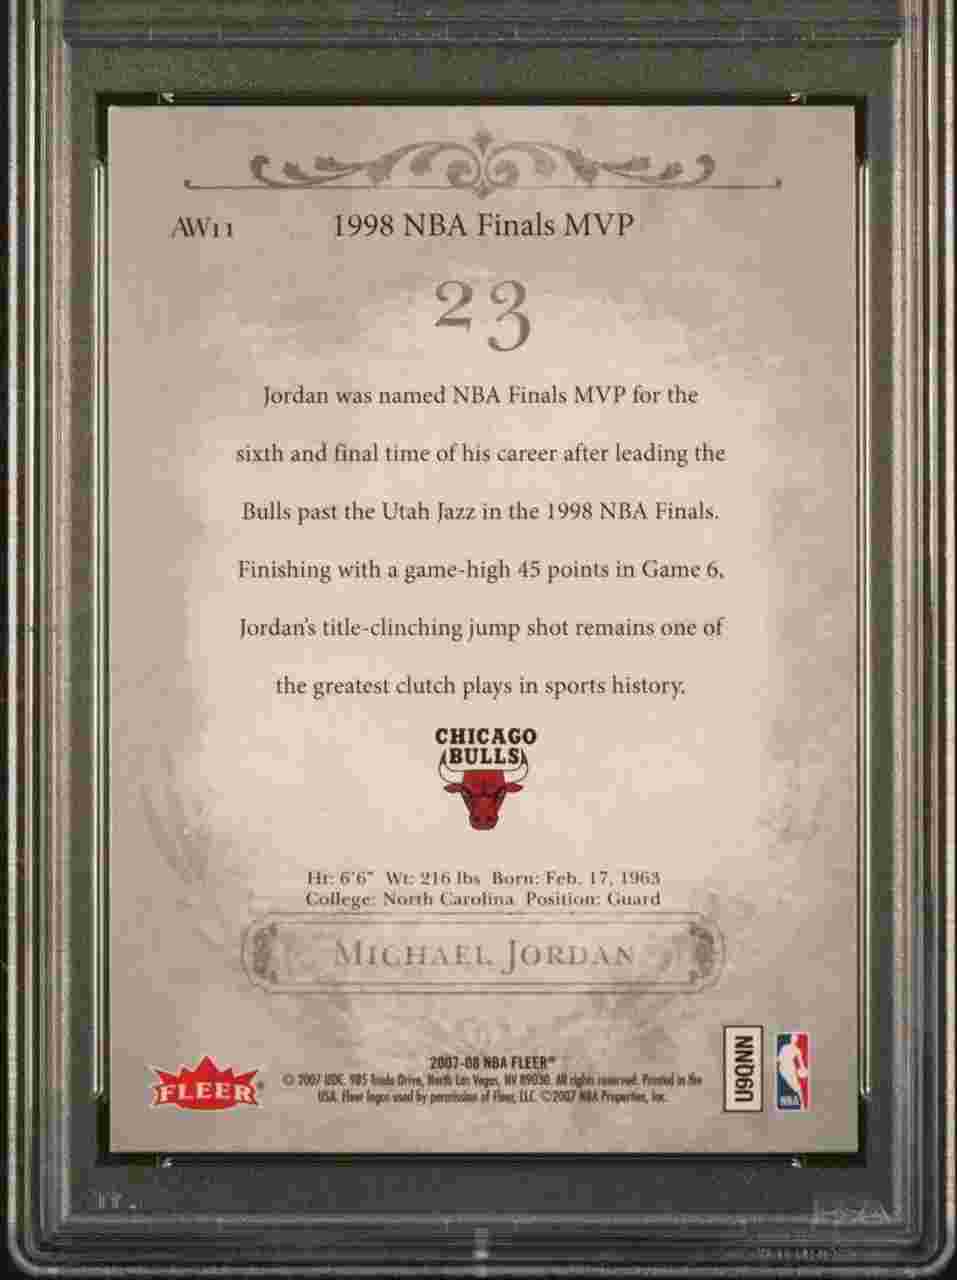 AW11
1998 NBA Finals MVP
23
Jordan was named NBA Finals MVP for the
sixth and final time of his career after leading the
Bulls past the Utah Jazz in the 1998 NBA Finals.
Finishing with a game-high 45 points in Game 6,
Jordan's title-clinching jump shot remains one of
the greatest clutch plays in sports history.
CHICAGO
BULLS
Ht: 6'6" Wt: 216 lbs Born: Feb. 17, 1963
College: North Carolina Position: Guard
MICHAEL JORDAN
2007-08 NBA FLEER®
© 2007 UDC. 985 Trade Drive, North Las Vegas, NV 89030. All rights reserved. Printed in the
USA. Fleer logos used by permission of Fleer, LLC. ©2007 NBA Properties, Inc.
FLEER®
U9QNN
NBA